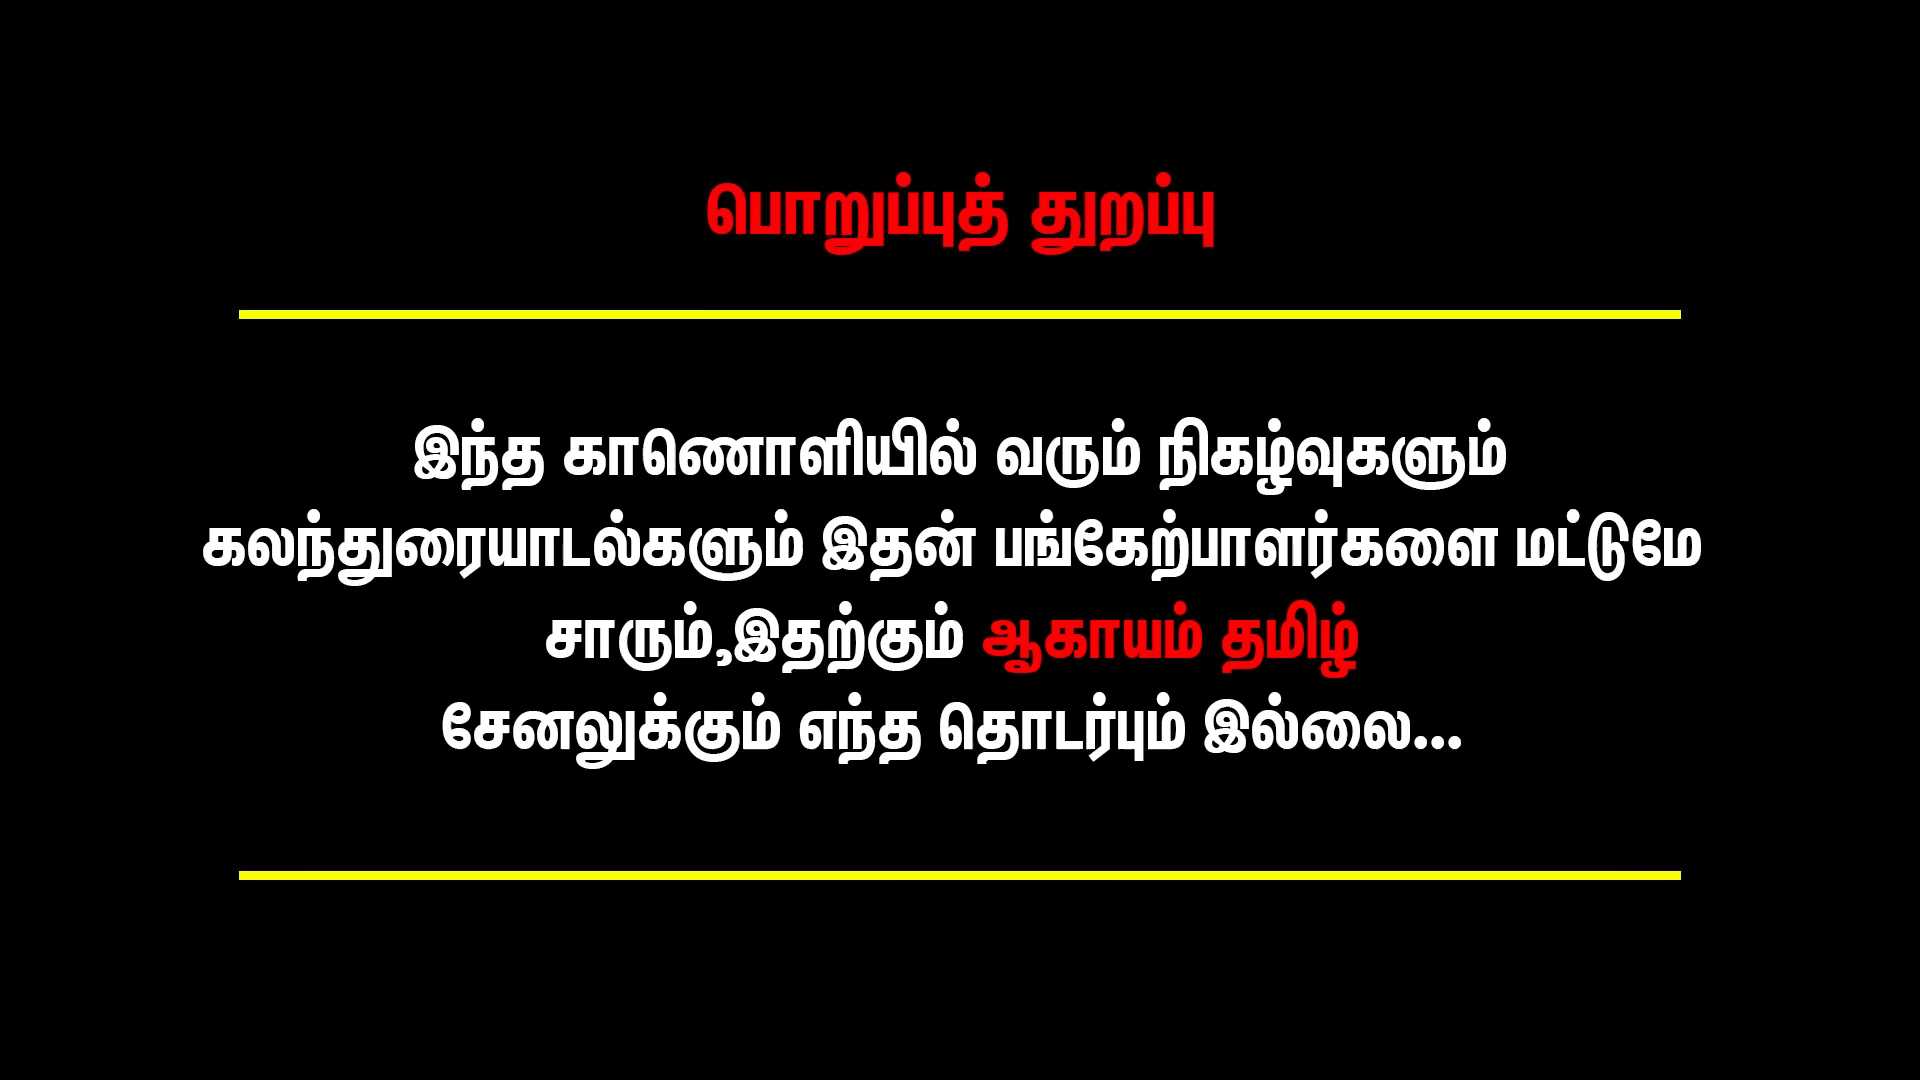 பொறுப்புத் துறப்பு
இந்த காணொளியில் வரும் நிகழ்வுகளும்
கலந்துரையாடல்களும் இதன் பங்கேற்பாளர்களை மட்டுமே
சாரும்,இதற்கும் ஆகாயம் தமிழ்
சேனலுக்கும் எந்த தொடர்பும் இல்லை...